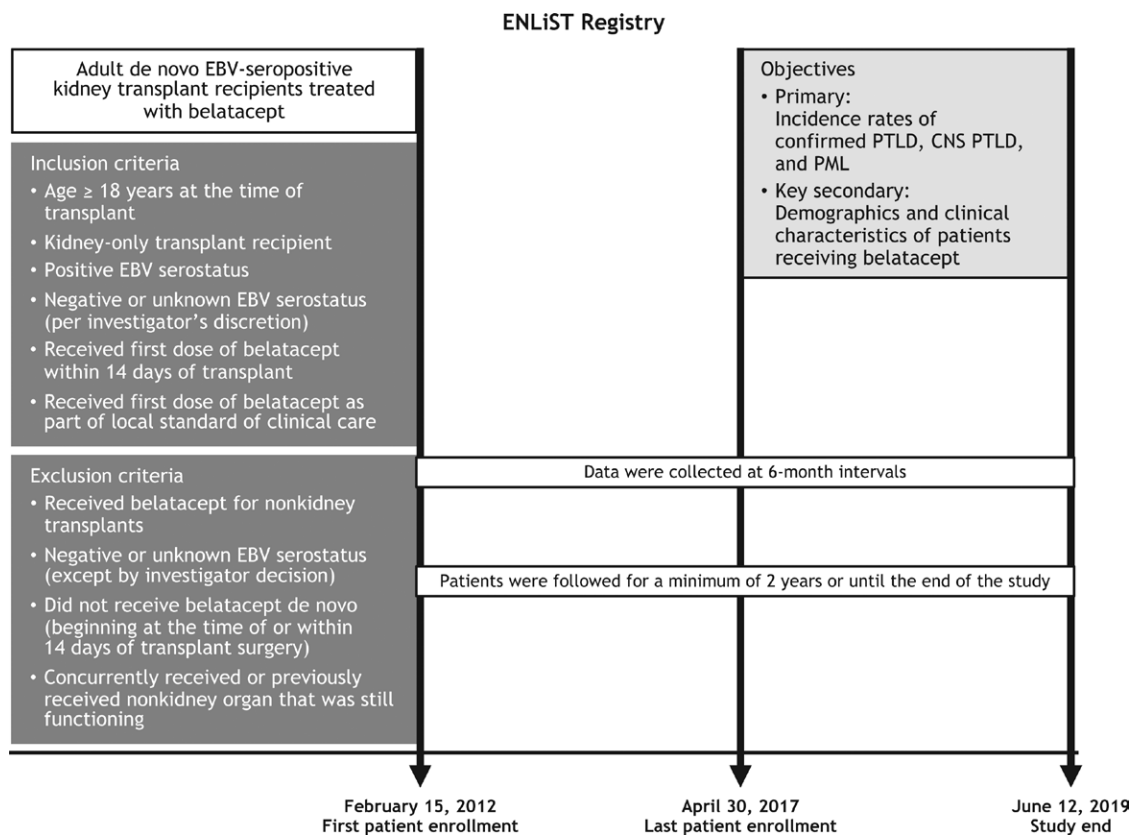 ENLiST Registry
Adult de novo EBV-seropositive
kidney transplant recipients treated
with belatacept
Inclusion criteria
• Age ≥ 18 years at the time of
transplant
• Kidney-only transplant recipient
• Positive EBV serostatus
• Negative or unknown EBV serostatus
(per investigator’s discretion)
• Received first dose of belatacept
within 14 days of transplant
• Received first dose of belatacept as
part of local standard of clinical care
Exclusion criteria
• Received belatacept for nonkidney
transplants
• Negative or unknown EBV serostatus
(except by investigator decision)
• Did not receive belatacept de novo
(beginning at the time of or within
14 days of transplant surgery)
• Concurrently received or previously
received nonkidney organ that was still
functioning
Objectives
• Primary:
Incidence rates of
confirmed PTLD, CNS PTLD,
and PML
• Key secondary:
Demographics and clinical
characteristics of patients
receiving belatacept
Data were collected at 6-month intervals
Patients were followed for a minimum of 2 years or until the end of the study
February 15, 2012
First patient enrollment
April 30, 2017
Last patient enrollment
June 12, 2019
Study end